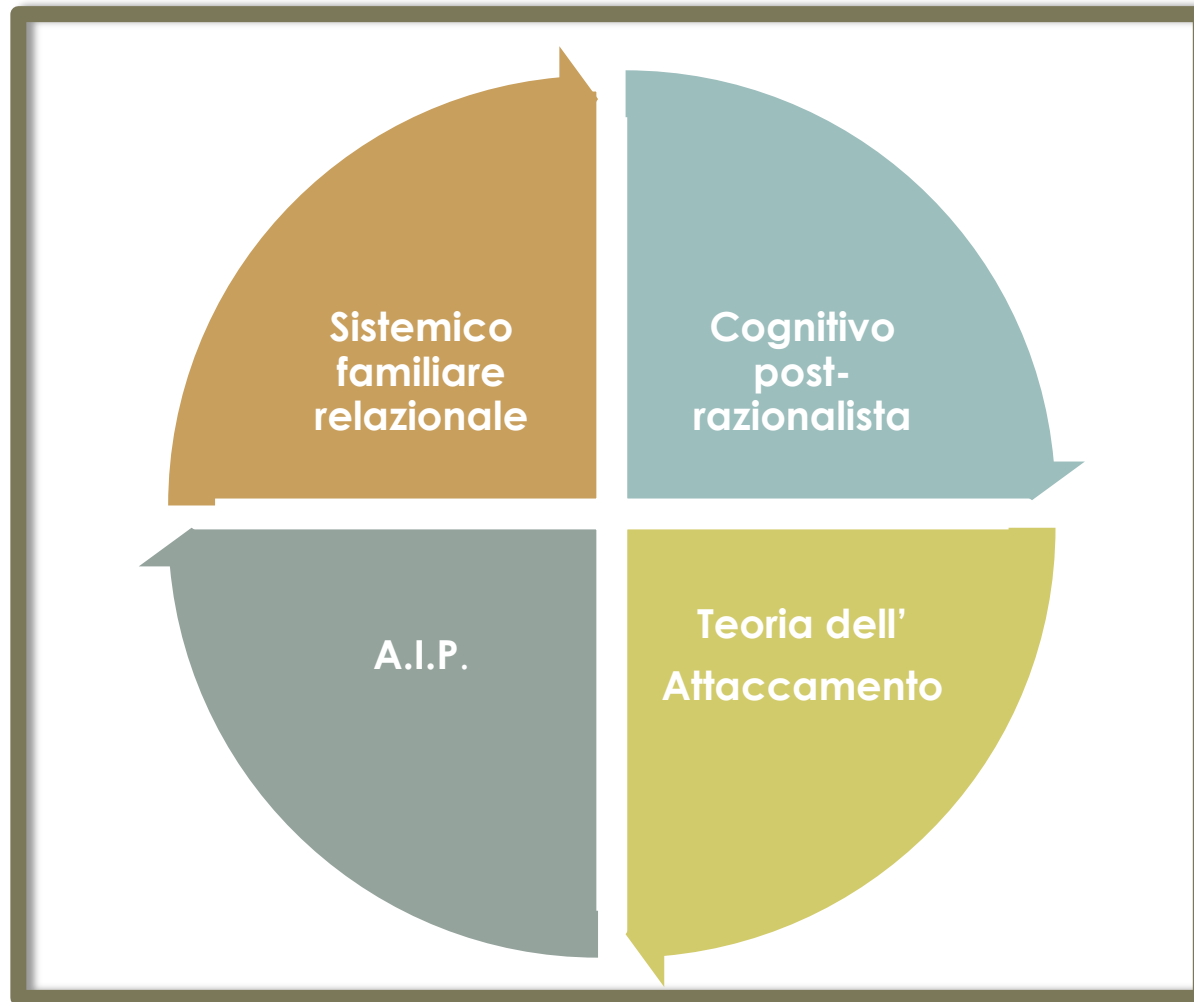 Sistemico
familiare
relazionale
Cognitivo
post-
razionalista
A.I.P.
Teoria dell’
Attaccamento